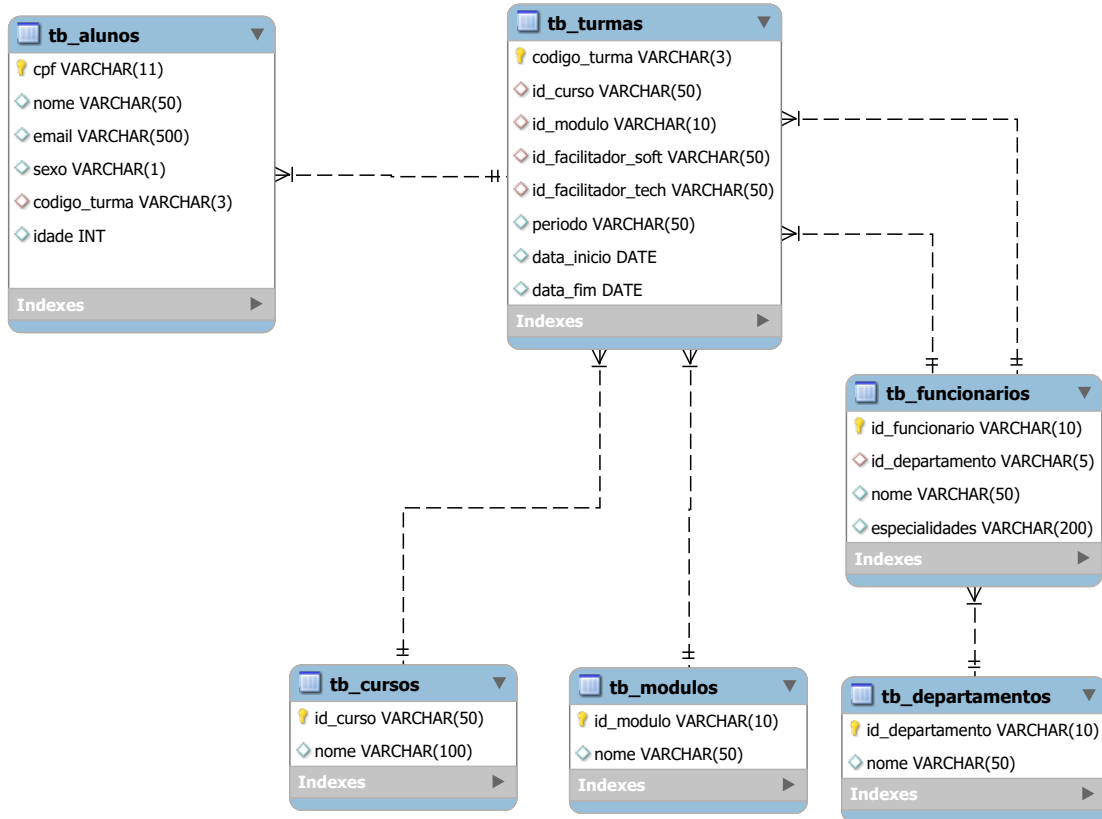 tb_alunos
cpf VARCHAR(11)
nome VARCHAR(50)
email VARCHAR(500)
sexo VARCHAR(1)
codigo_turma VARCHAR(3)
idade INT
Indexes
tb_turmas
codigo_turma VARCHAR(3)
id_curso VARCHAR(50)
id_modulo VARCHAR(10)
id_facilitador_soft VARCHAR(50)
id_facilitador_tech VARCHAR(50)
periodo VARCHAR(50)
data_inicio DATE
data_fim DATE
Indexes
tb_funcionarios
id_funcionario VARCHAR(10)
id_departamento VARCHAR(5)
nome VARCHAR(50)
especialidades VARCHAR(200)
Indexes
tb_cursos
id_curso VARCHAR(50)
nome VARCHAR(100)
Indexes
tb_modulos
id_modulo VARCHAR(10)
nome VARCHAR(50)
Indexes
tb_departamentos
id_departamento VARCHAR(10)
nome VARCHAR(50)
Indexes